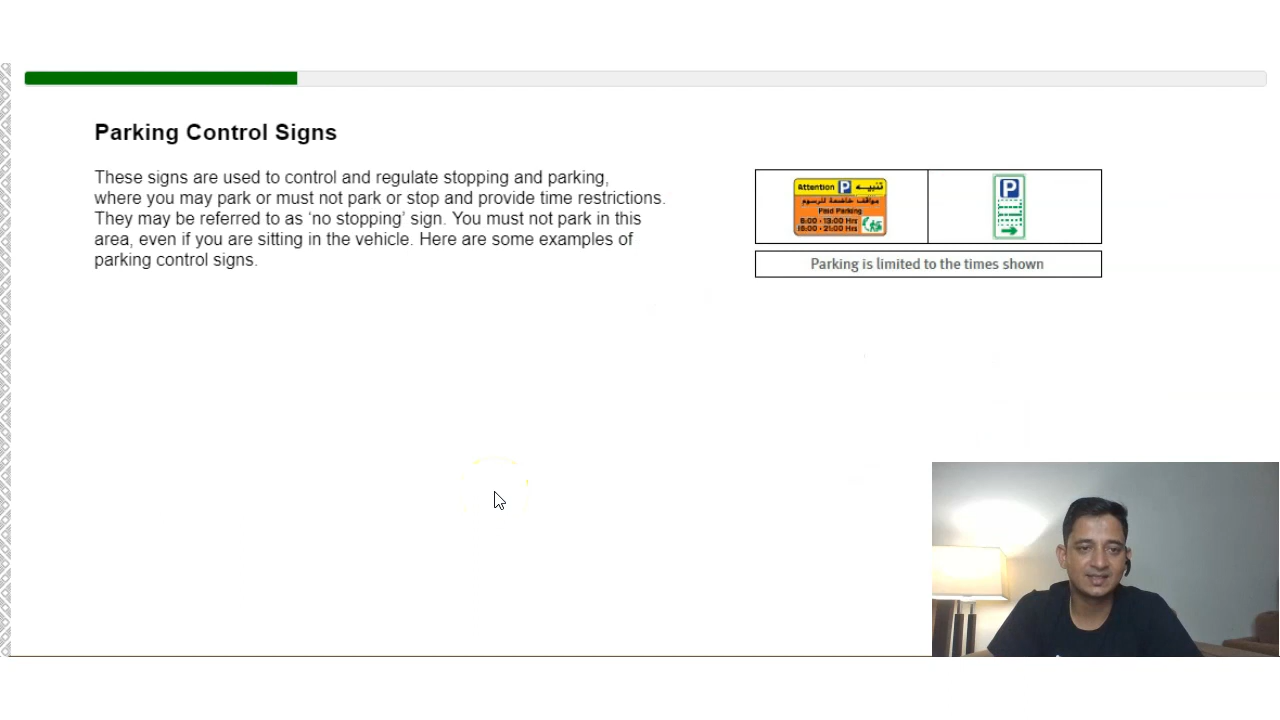 Parking Control Signs
These signs are used to control and regulate stopping and parking,
where you may park or must not park or stop and provide time restrictions.
They may be referred to as ‘no stopping’ sign. You must not park in this
area, even if you are sitting in the vehicle. Here are some examples of
parking control signs.
Attention P تنبيه
مواقف خاضعة للرسوم
Paid Parking
8:00 - 13:00 Hrs
16:00 - 21:00 Hrs
P
Parking is limited to the times shown